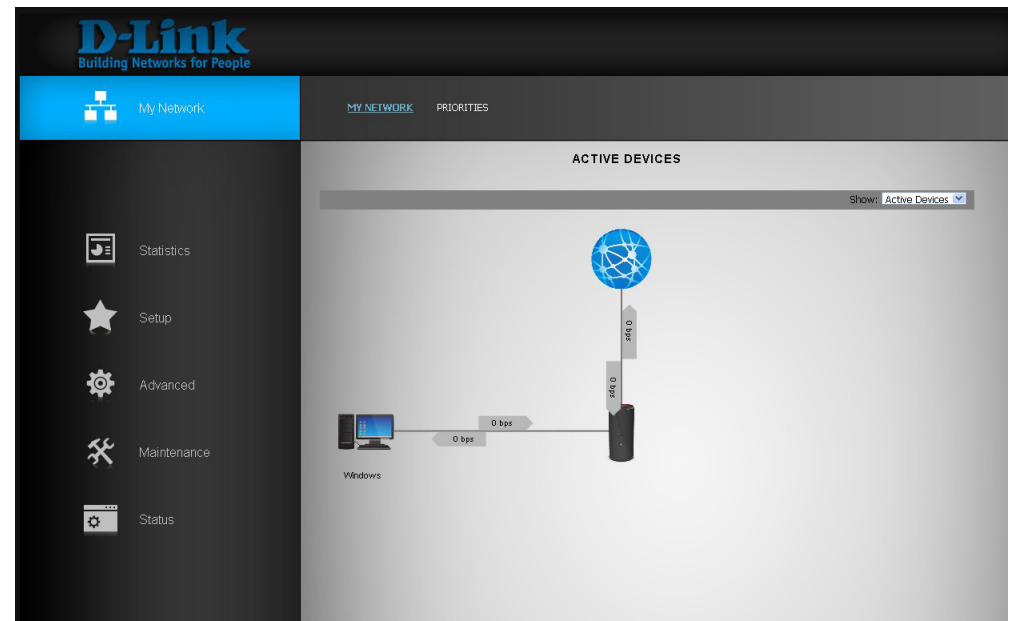 D-Link
Building Networks for People
My Network
MY NETWORK PRIORITIES
ACTIVE DEVICES
Show: Active Devices
Statistics
Setup
Advanced
Maintenance
Status
0 bps
0 bps
0 bps
0 bps
Windows